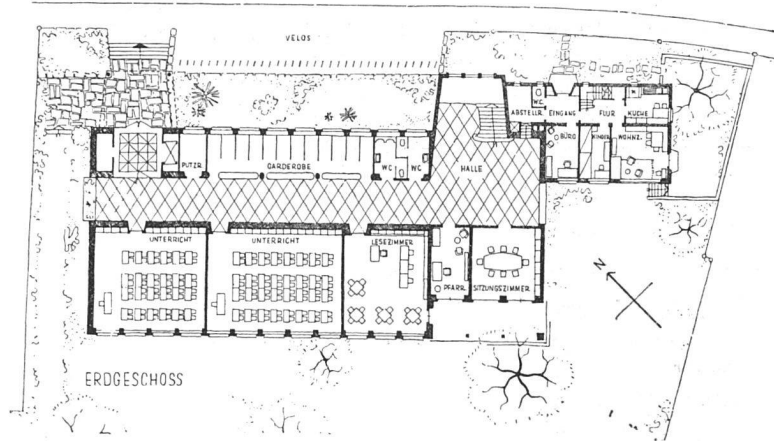 VELOS
ABSTELLR.
WC
EINGANG
FLUR
KÜCHE
PUTZR.
GARDEROBE
WC
WC
HALLE
BÜRO
KINDER
WOHNZ.
UNTERRICHT
UNTERRICHT
LESEZIMMER
PFARR.
SITZUNGSZIMMER
N
ERDGESCHOSS